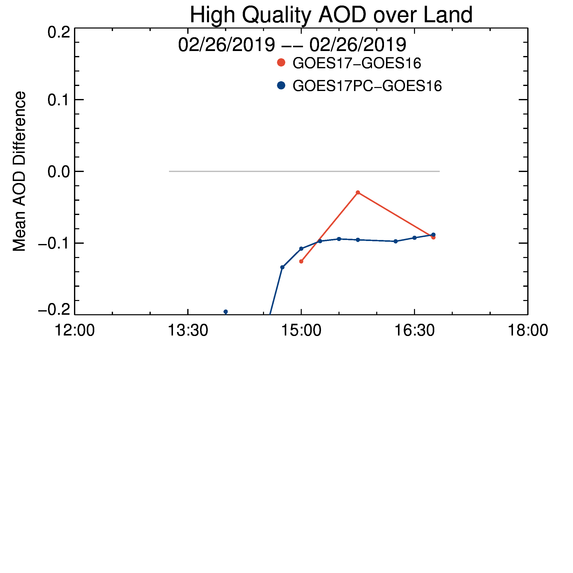 High Quality AOD over Land
02/26/2019 −− 02/26/2019
GOES17−GOES16
GOES17PC−GOES16
Mean AOD Difference
0.2
0.1
0.0
−0.1
−0.2
12:00 13:30 15:00 16:30 18:00